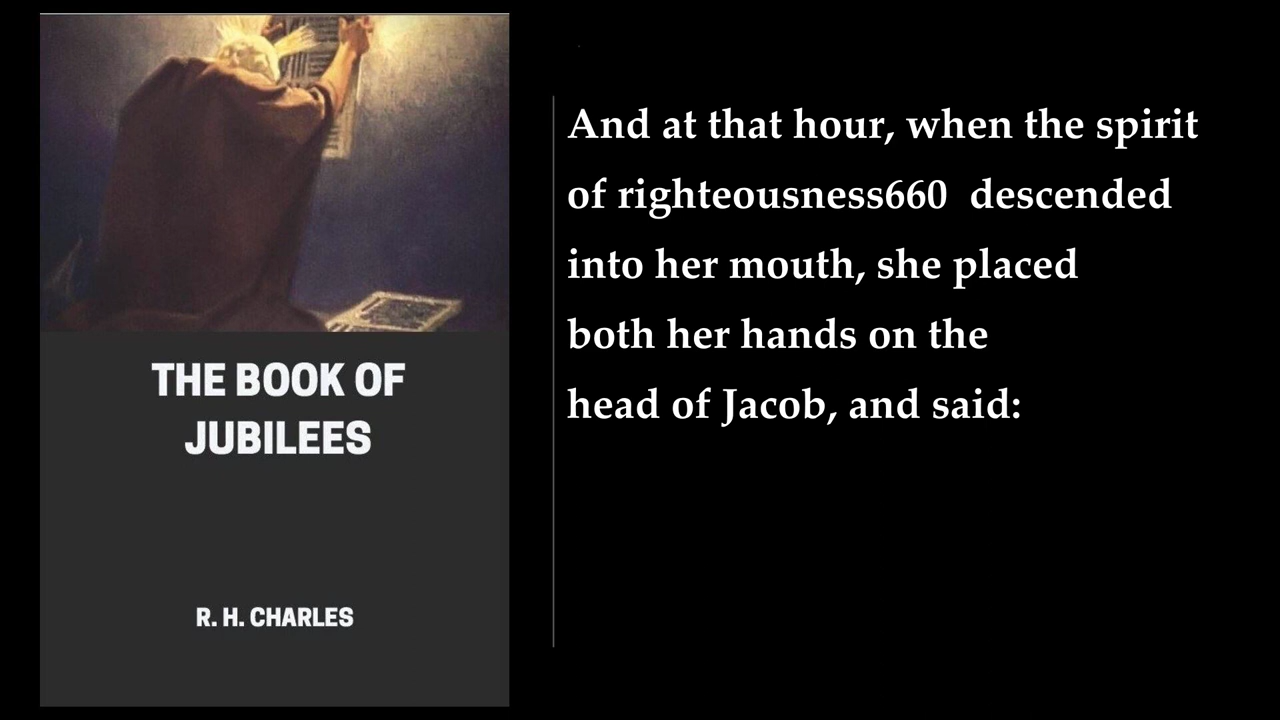 THE BOOK OF
JUBILEES
R. H. CHARLES
And at that hour, when the spirit
of righteousness660 descended
into her mouth, she placed
both her hands on the
head of Jacob, and said: